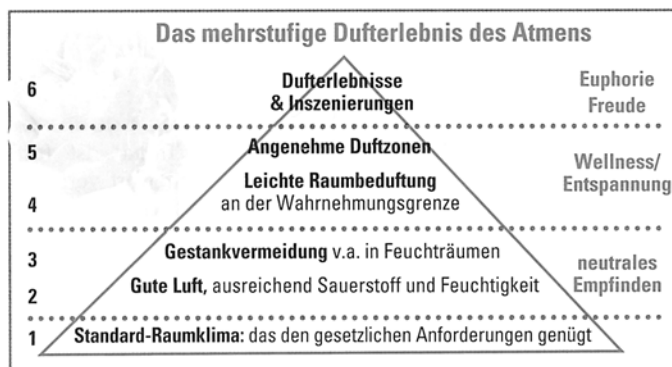 Das mehrstufige Dufterlebnis des Atmens
6 Dufterlebnisse Euphorie
& Inszenierungen Freude
5 Angenehme Duftzonen Wellness/
Leichte Raumbeduftung Entspannung
4 an der Wahrnehmungsgrenze
3 Gestankvermeidung v.a. in Feuchträumen
neutrales
2 Gute Luft, ausreichend Sauerstoff und Feuchtigkeit Empfinden
1 Standard-Raumklima: das den gesetzlichen Anforderungen genügt